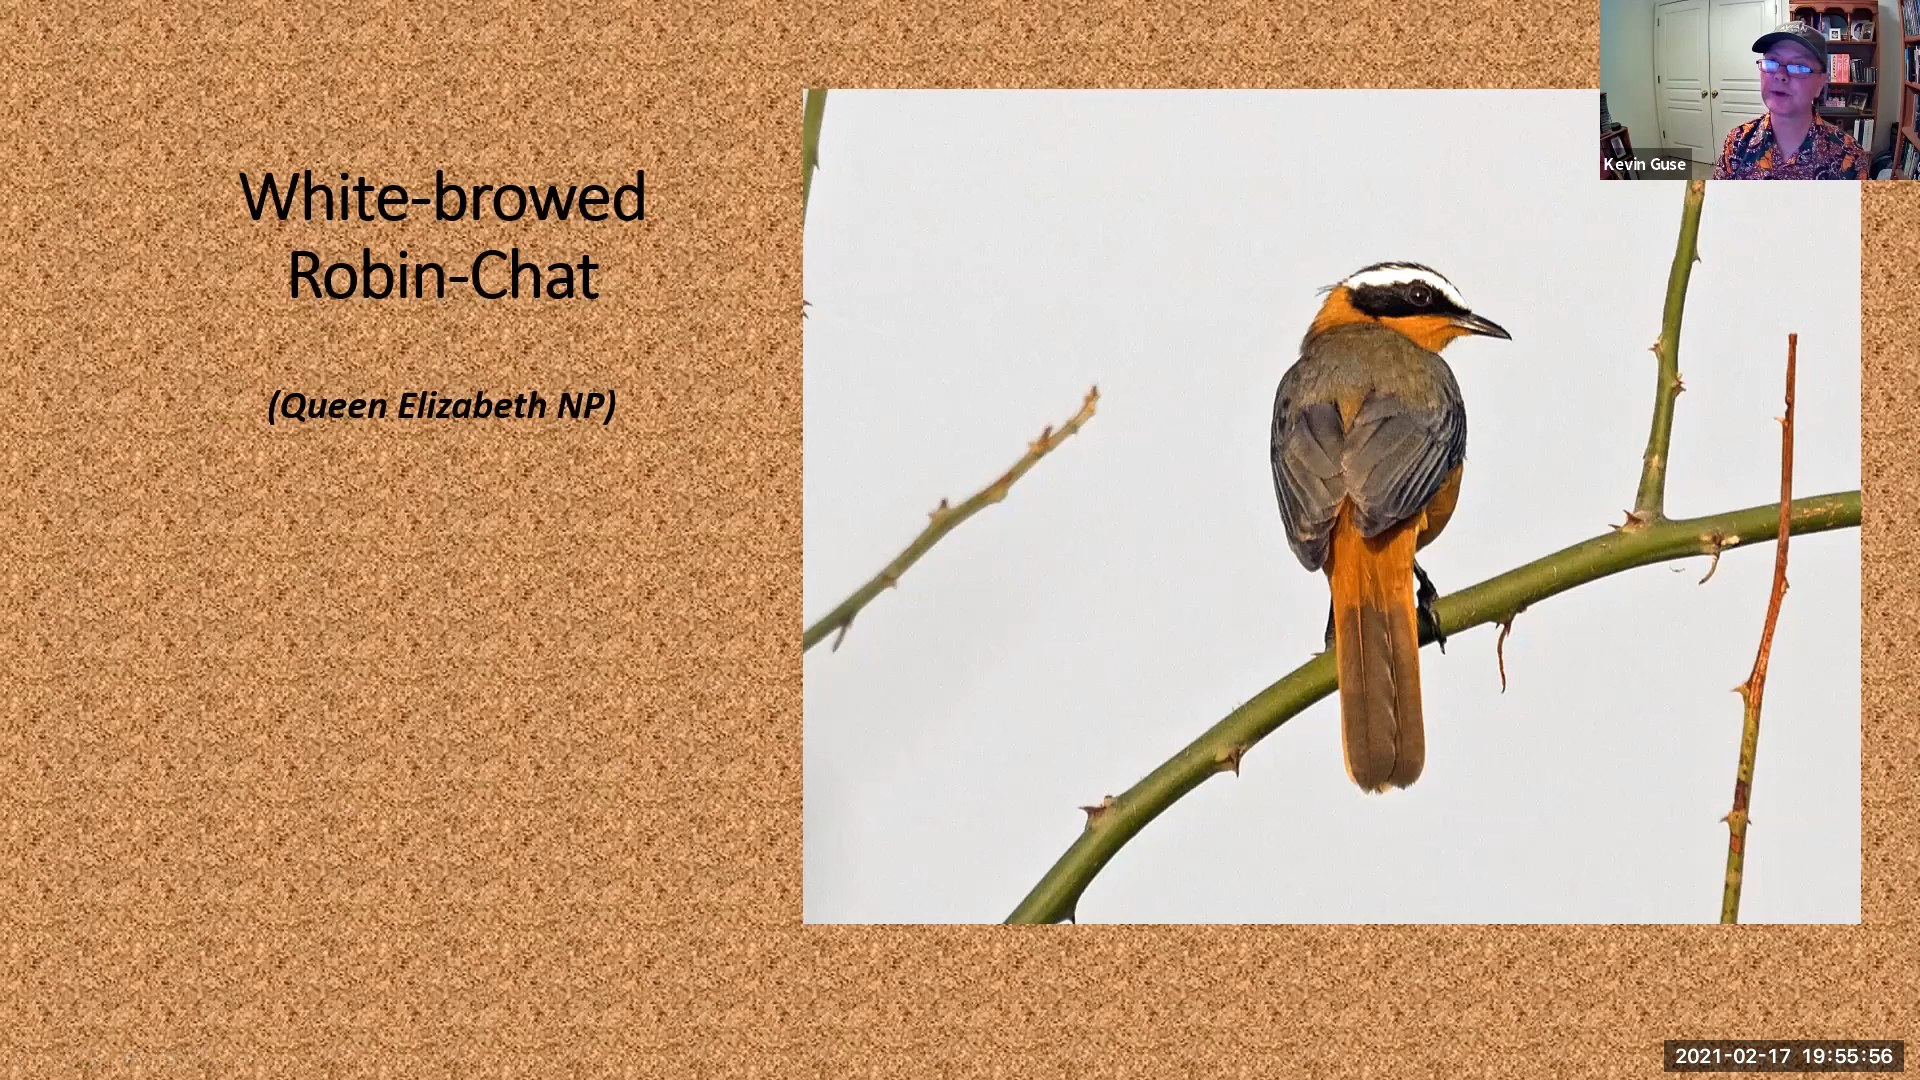 White-browed
Robin-Chat
(Queen Elizabeth NP)
Kevin Guse
2021-02-17 19:55:56